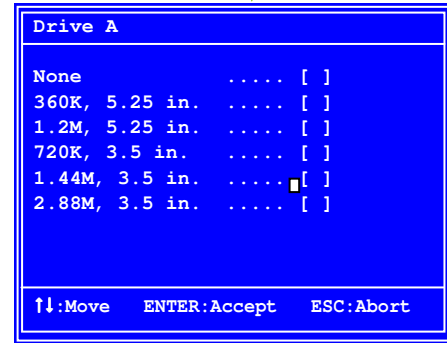 Drive A
None ..... [ ]
360K, 5.25 in. ..... [ ]
1.2M, 5.25 in. ..... [ ]
720K, 3.5 in. ..... [ ]
1.44M, 3.5 in. ..... [ ]
2.88M, 3.5 in. ..... [ ]
↑↓:Move ENTER:Accept ESC:Abort